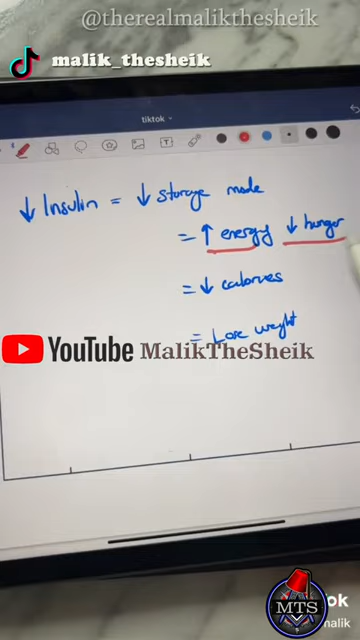 @therealmalikthesheik
malik_thesheik
tiktok
↓ Insulin = ↓ Storage mode
= ↑ energy ↓ hunger
= ↓ calories
= Lose weight
YouTube MalikTheSheik
MTS